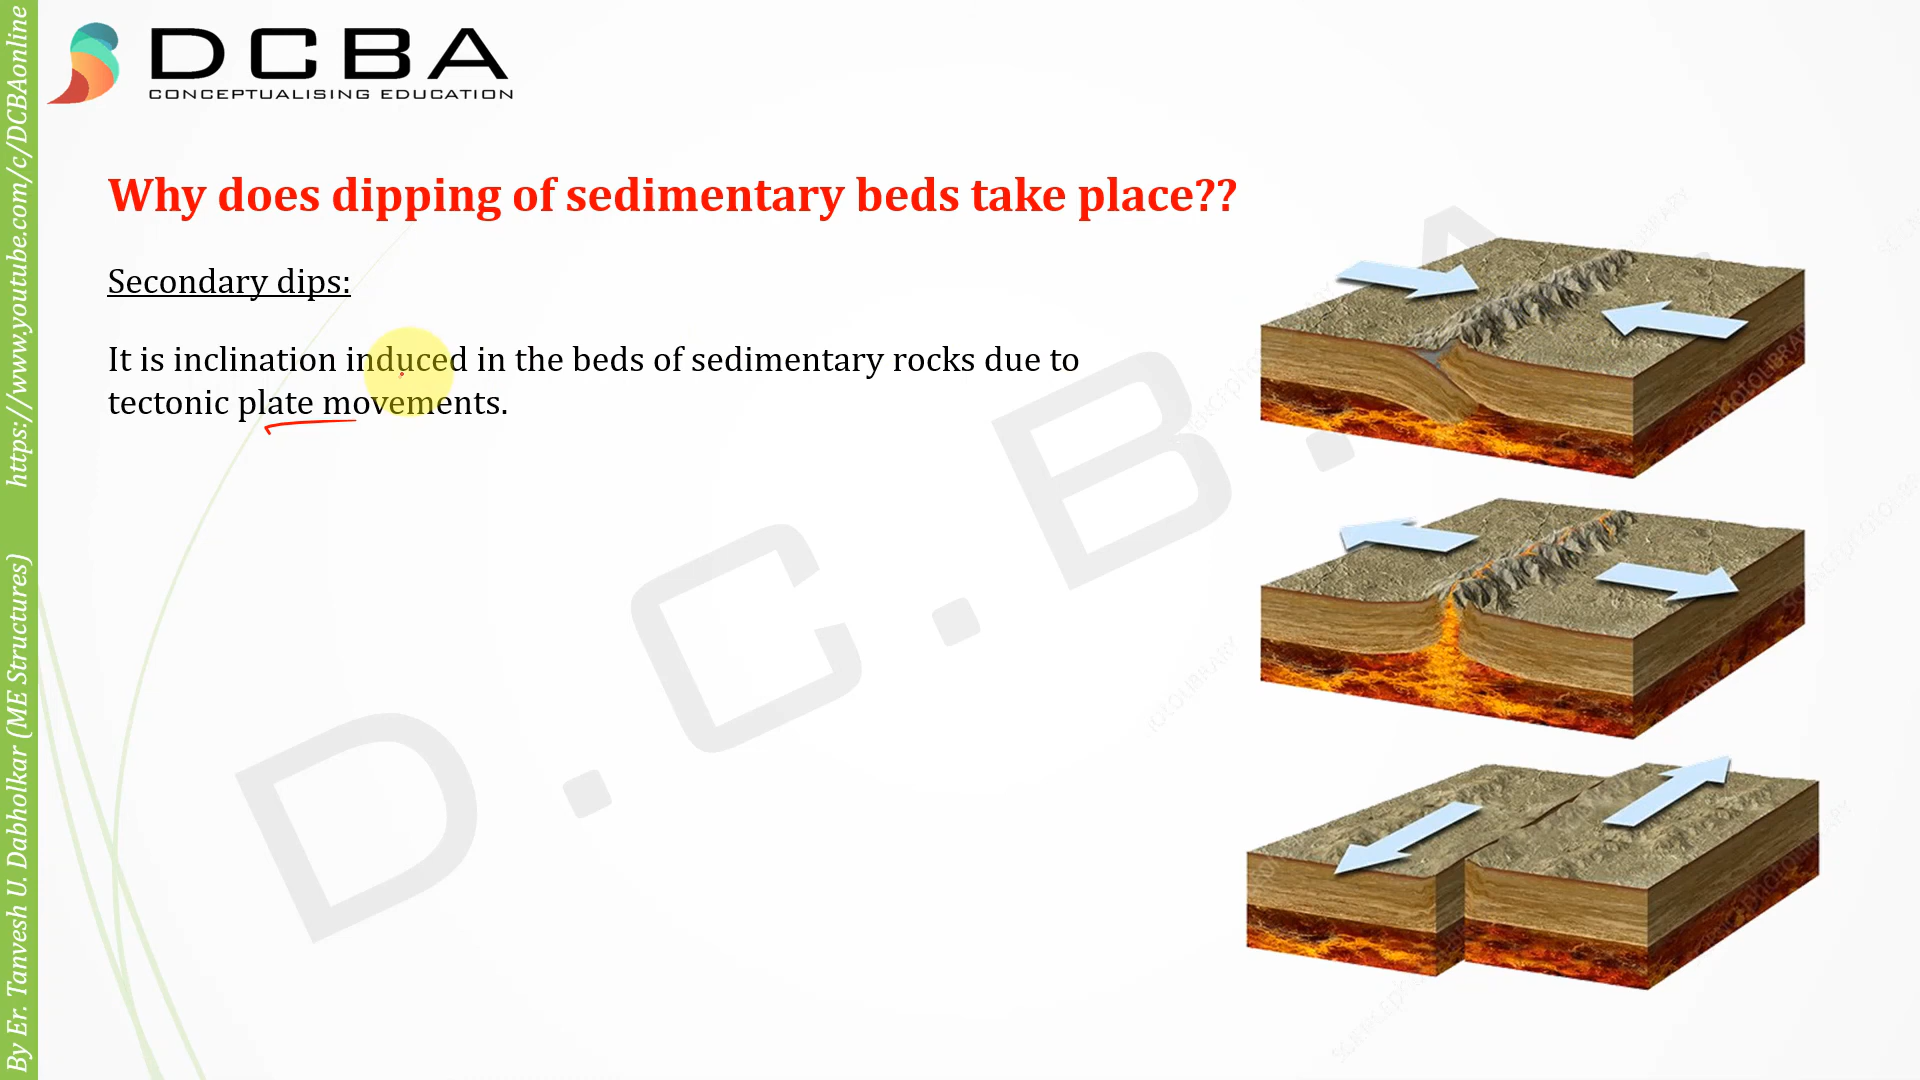 DCBA
CONCEPTUALISING EDUCATION
Why does dipping of sedimentary beds take place??
Secondary dips:
It is inclination induced in the beds of sedimentary rocks due to
tectonic plate movements.
D.C.B.A
By Er. Tanvesh U. Dabholkar (ME Structures) https://www.youtube.com/c/DCBAonline